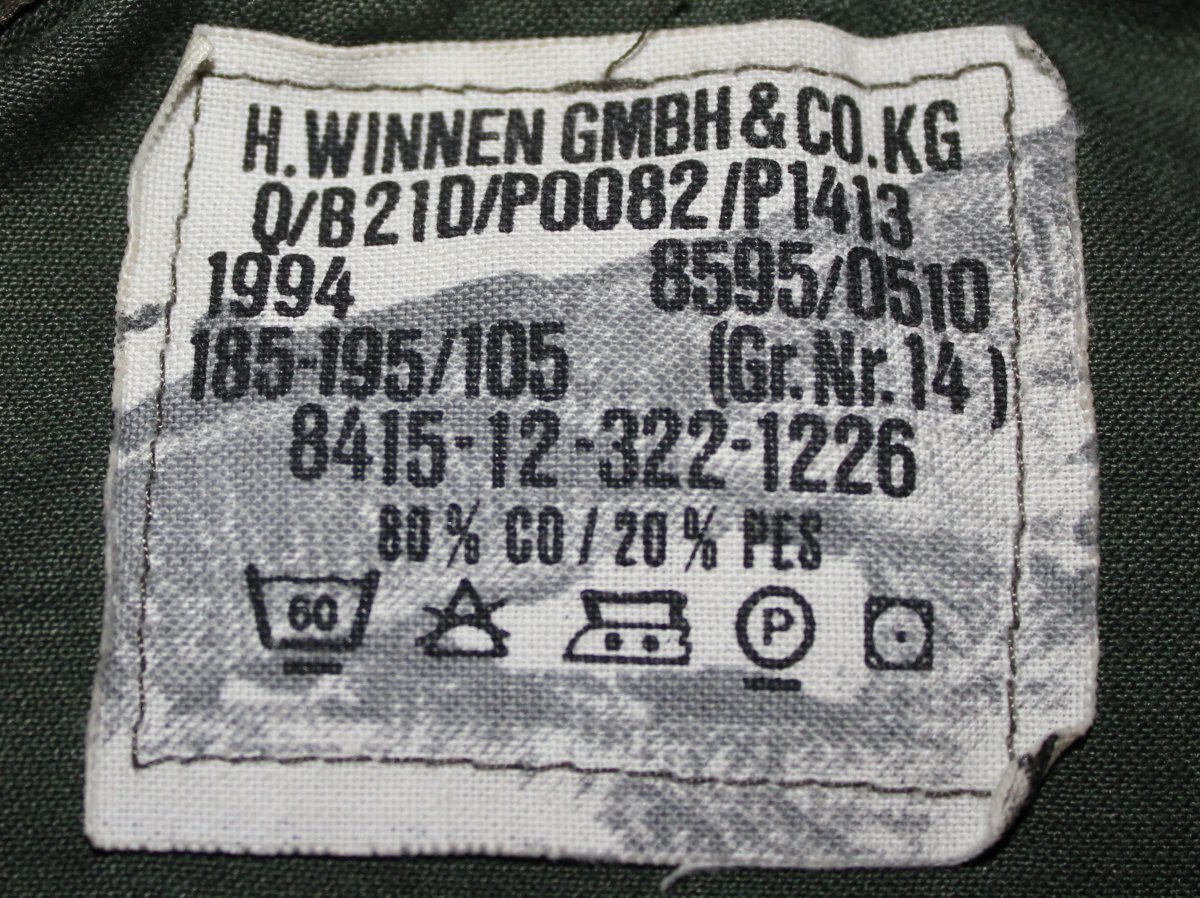 H. WINNEN GMBH & CO. KG
Q/B21D/P0082/P1413
1994 8595/0510
185-195/105 (Gr. Nr. 14)
8415-12-322-1226
80 % CO / 20 % PES
60 P